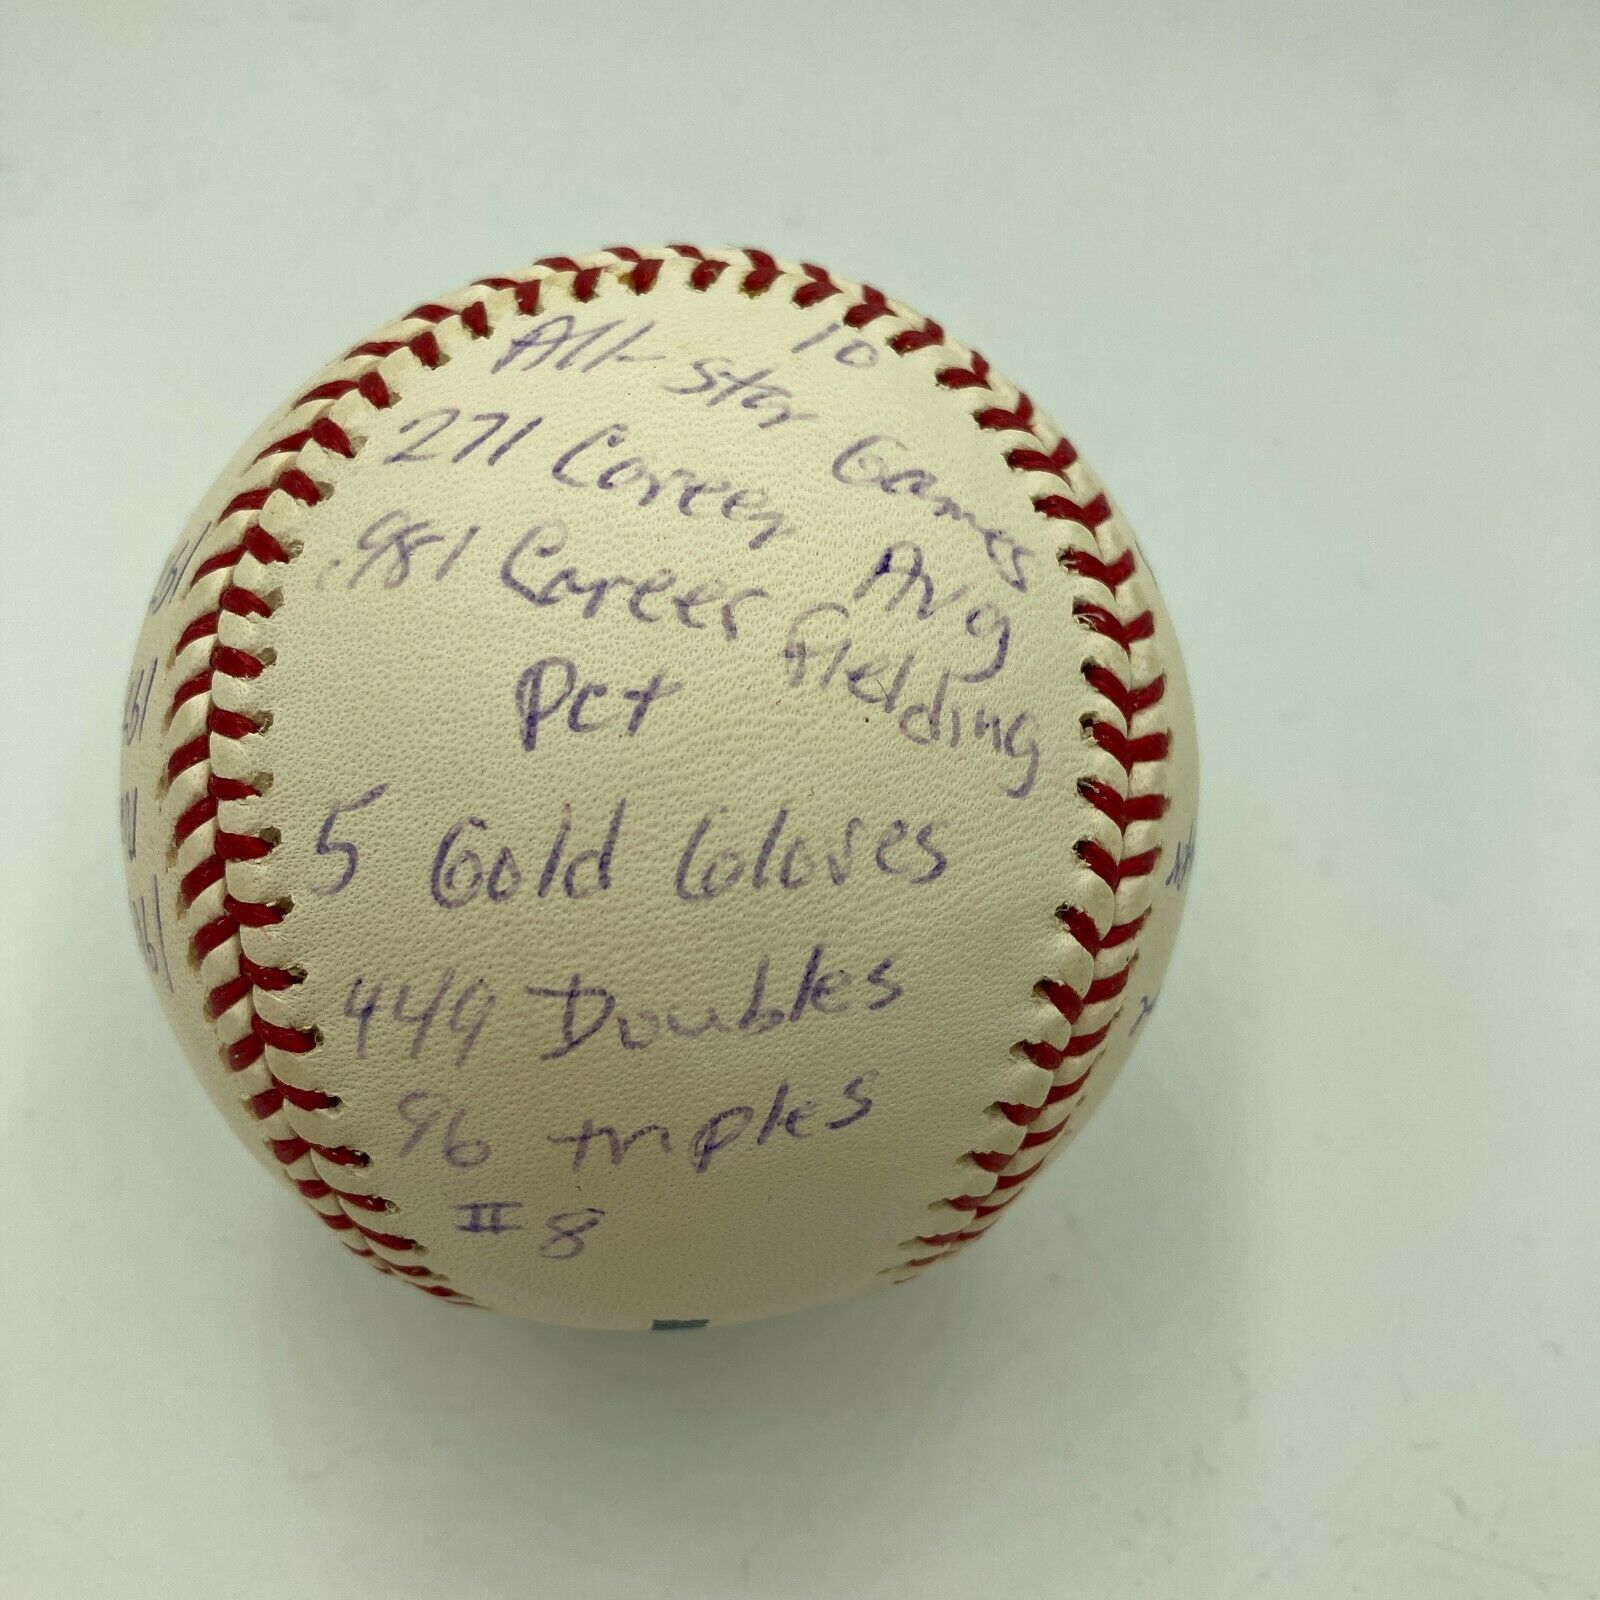 10 All-Star Games
271 Career Avg
.981 Career Fielding
Pct
5 Gold Gloves
449 Doubles
96 triples
II 8